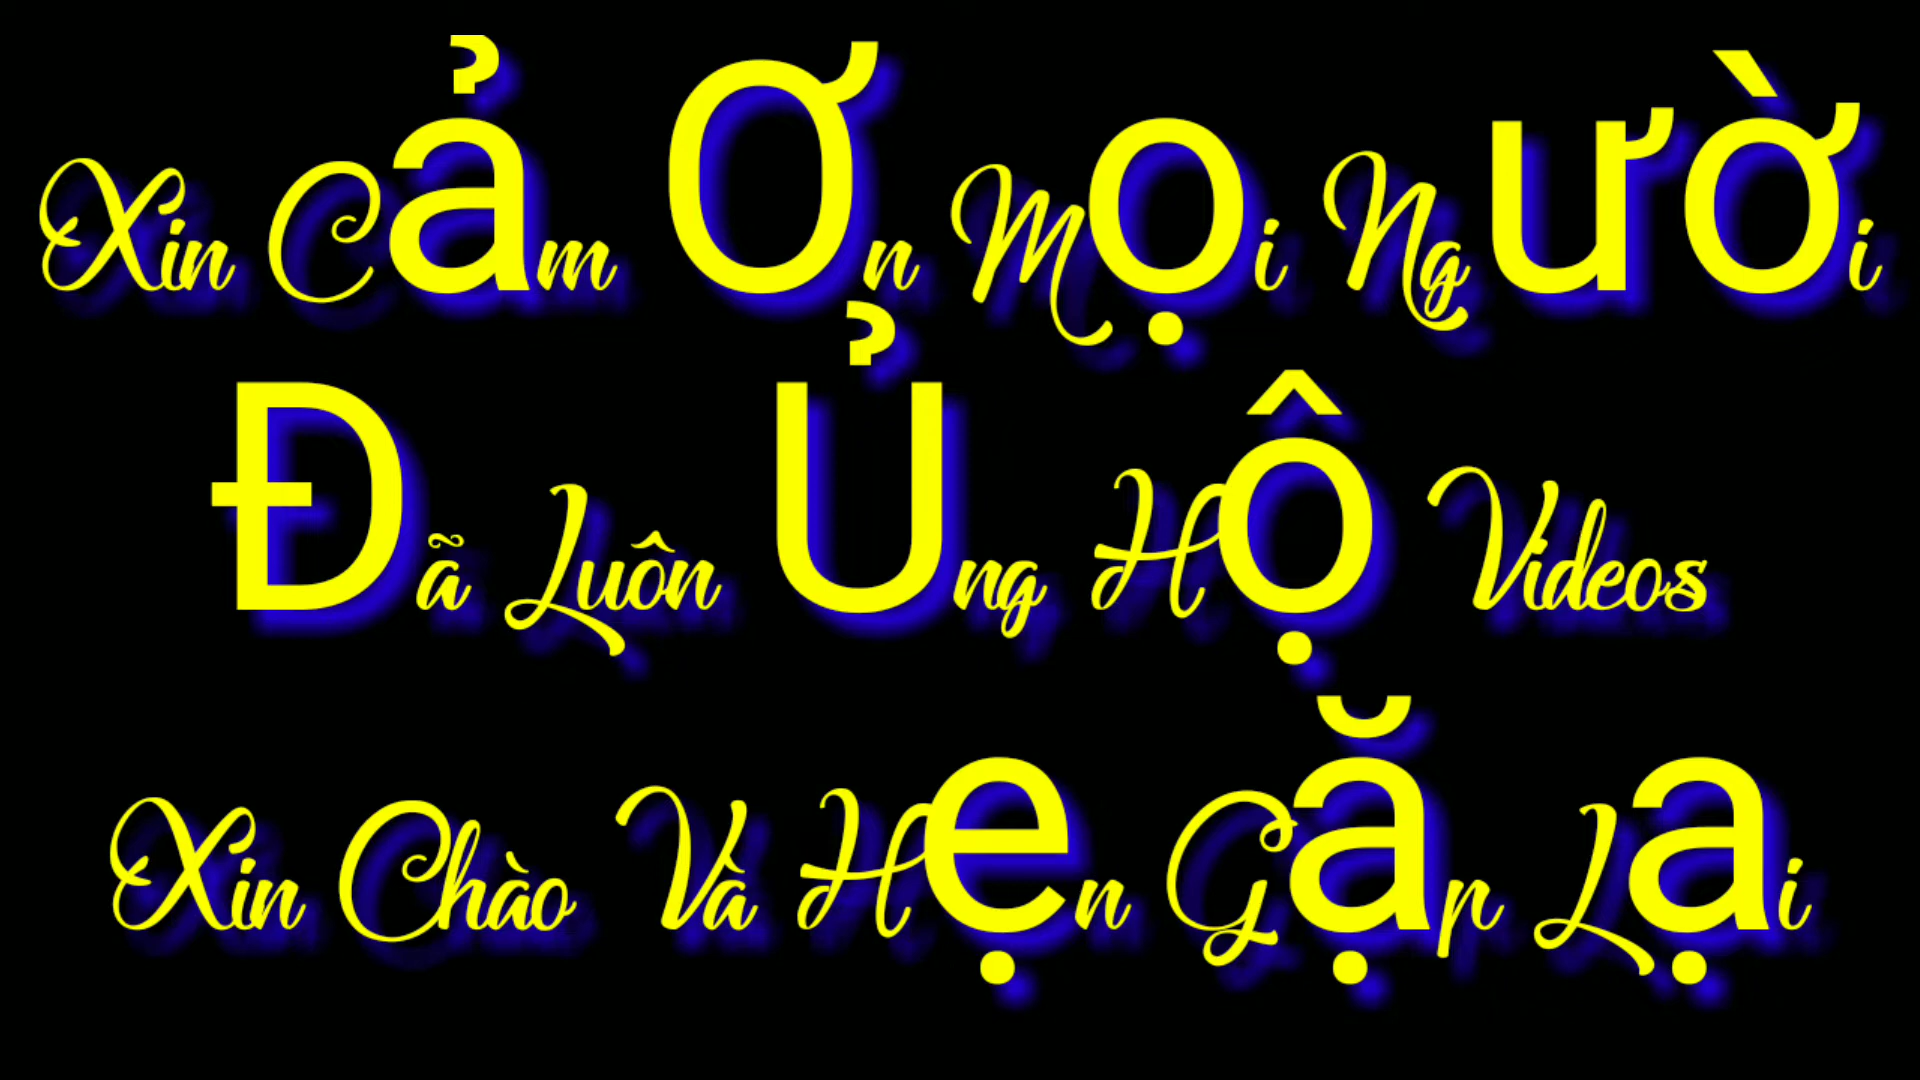 Xin Cảm Ơn Mọi Người
Đã Luôn Ủng Hộ Videos
Xin Chào Và Hẹn Gặp Lại